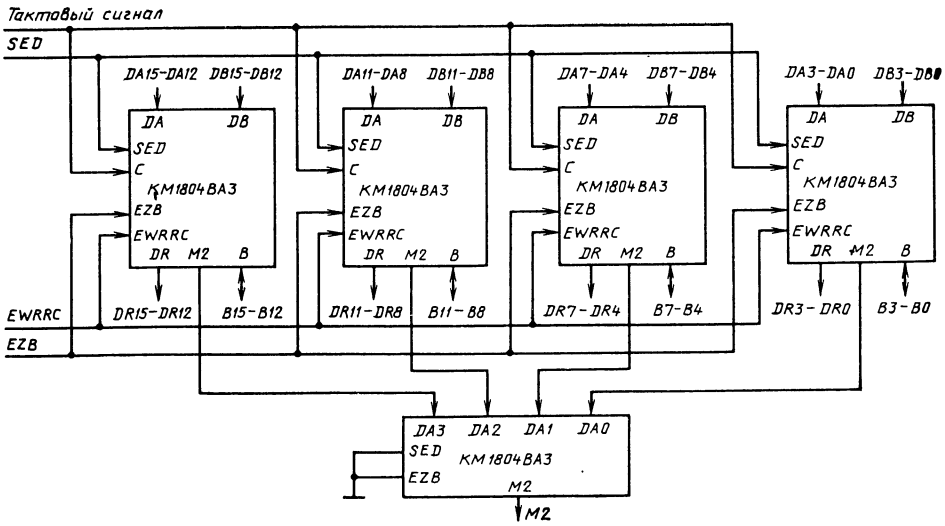 Тактовый сигнал
SED
DA15-DA12 DB15-DB12 DA11-DA8 DB11-DB8 DA7-DA4 DB7-DB4 DA3-DA0 DB3-DB0
DA DB DA DB DA DB DA DB
SED SED SED SED
C C C C
КМ1804ВА3 КМ1804ВА3 КМ1804ВА3 КМ1804ВА3
EZB EZB EZB EZB
EWRRC EWRRC EWRRC EWRRC
DR M2 B DR M2 B DR M2 B DR M2 B
DR15-DR12 B15-B12 DR11-DR8 B11-B8 DR7-DR4 B7-B4 DR3-DR0 B3-B0
EWRRC
EZB
DA3 DA2 DA1 DA0
SED
КМ1804ВА3
EZB
M2
M2